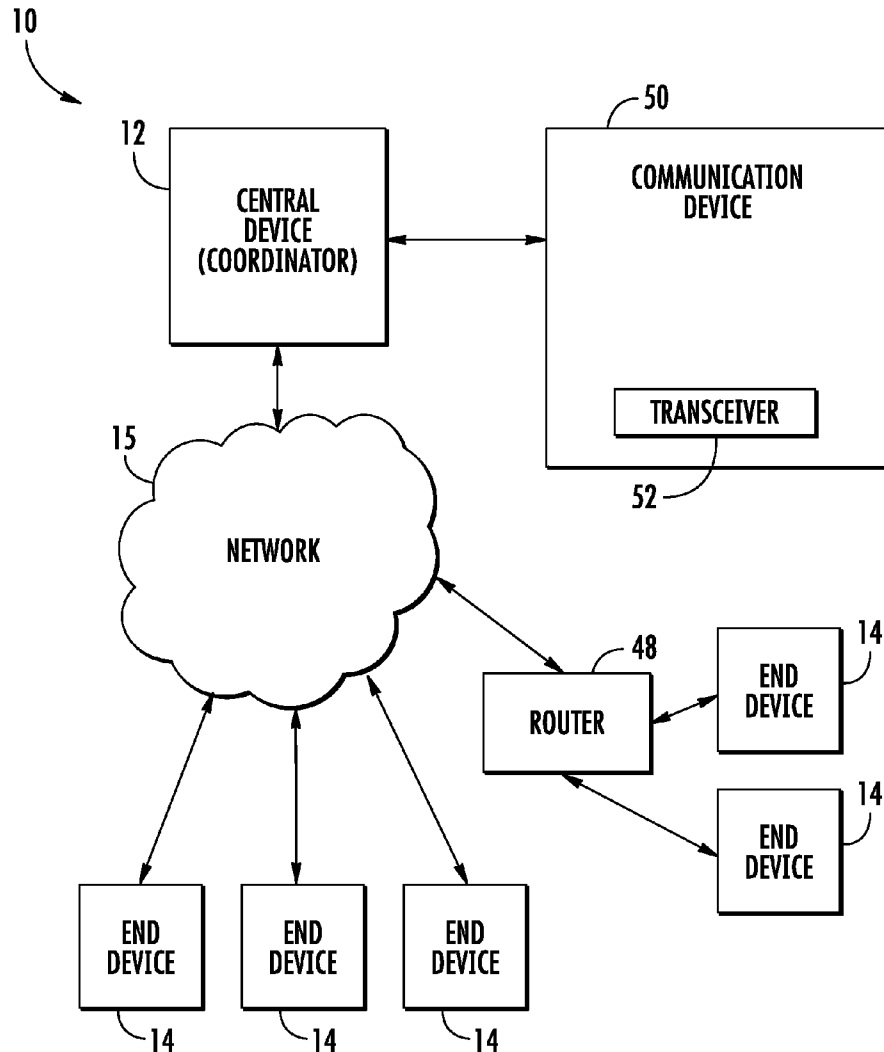 10
12
50
CENTRAL
DEVICE
(COORDINATOR)
COMMUNICATION
DEVICE
TRANSCEIVER
52
15
NETWORK
48
ROUTER
14
END
DEVICE
14
END
DEVICE
END
DEVICE
END
DEVICE
END
DEVICE
14
14
14